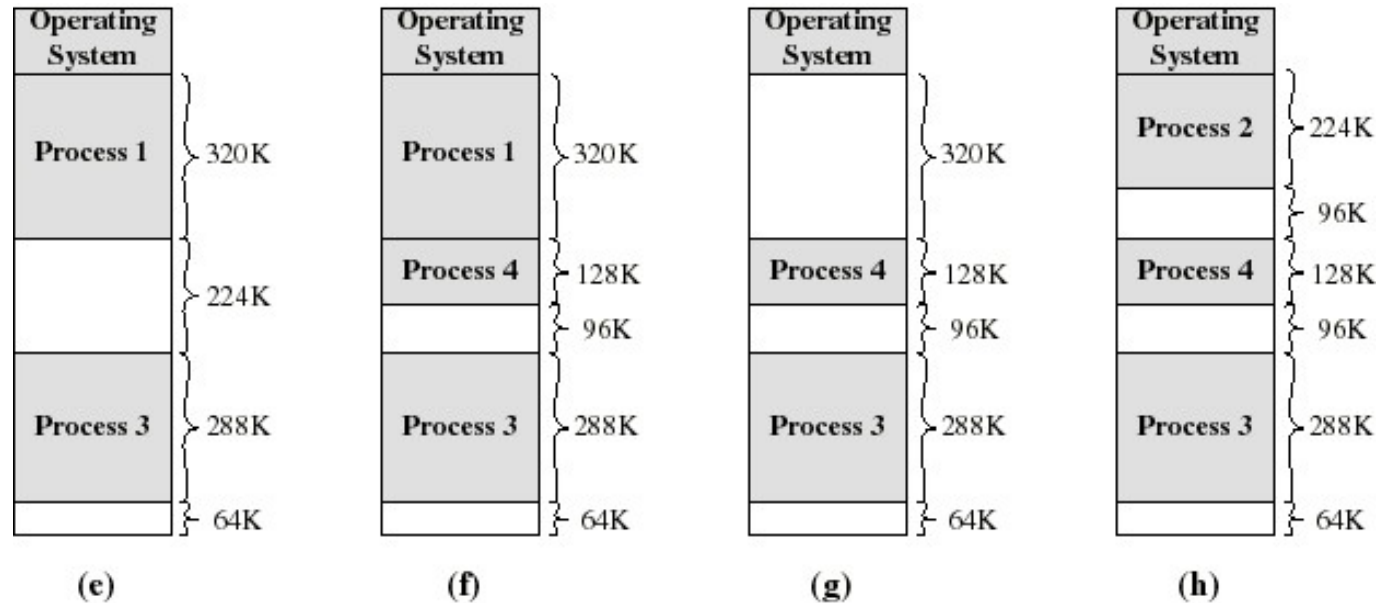 Operating
System
Process 1
320K
224K
Process 3
288K
64K
(e)
Operating
System
Process 1
320K
Process 4
128K
96K
Process 3
288K
64K
(f)
Operating
System
320K
Process 4
128K
96K
Process 3
288K
64K
(g)
Operating
System
Process 2
224K
96K
Process 4
128K
96K
Process 3
288K
64K
(h)